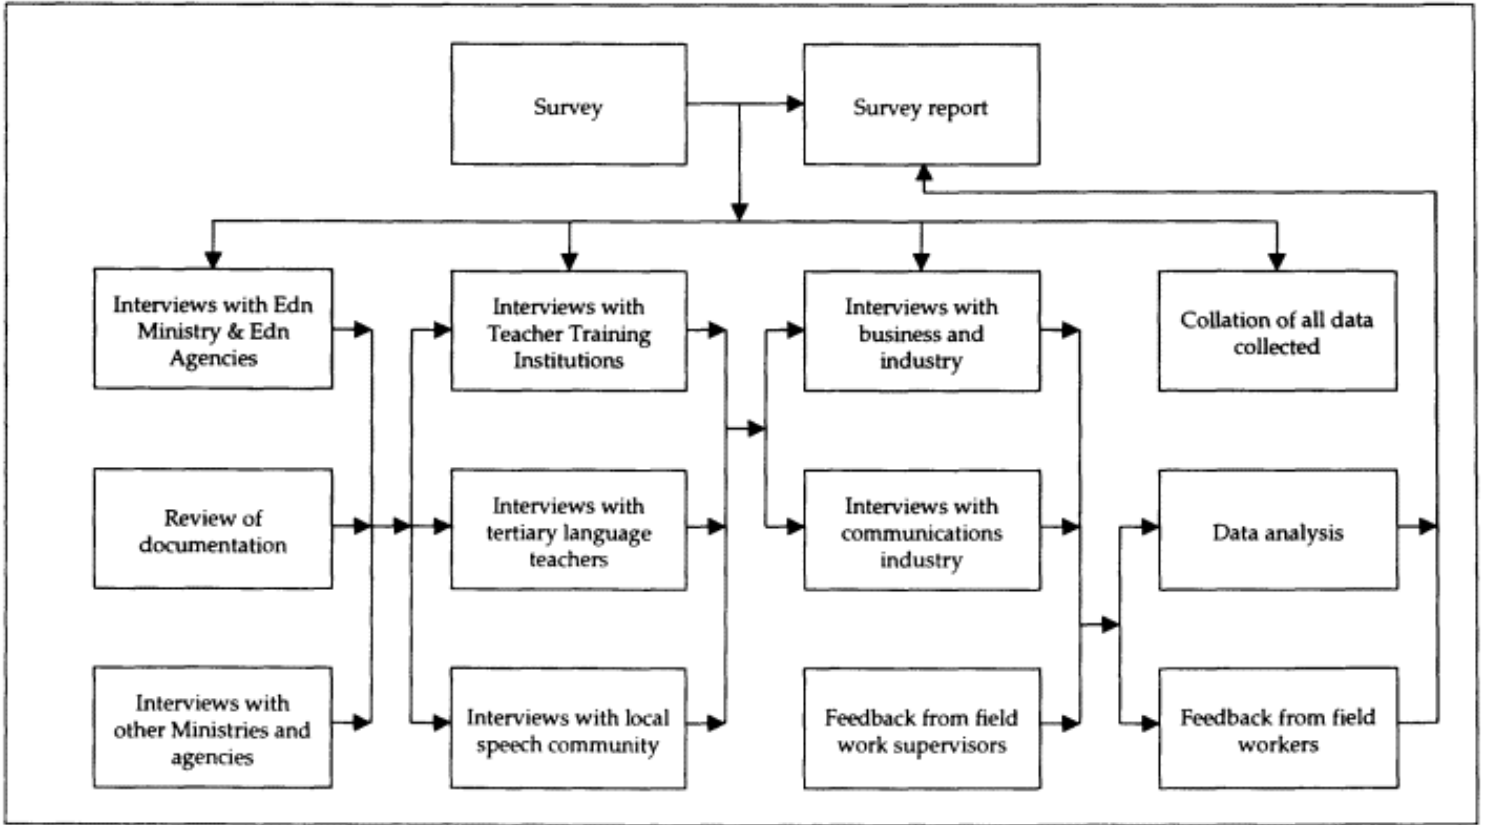 Survey
Survey report
Interviews with Edn
Ministry & Edn
Agencies
Interviews with
Teacher Training
Institutions
Interviews with
business and
industry
Collation of all data
collected
Review of
documentation
Interviews with
tertiary language
teachers
Interviews with
communications
industry
Data analysis
Interviews with
other Ministries and
agencies
Interviews with local
speech community
Feedback from field
work supervisors
Feedback from field
workers